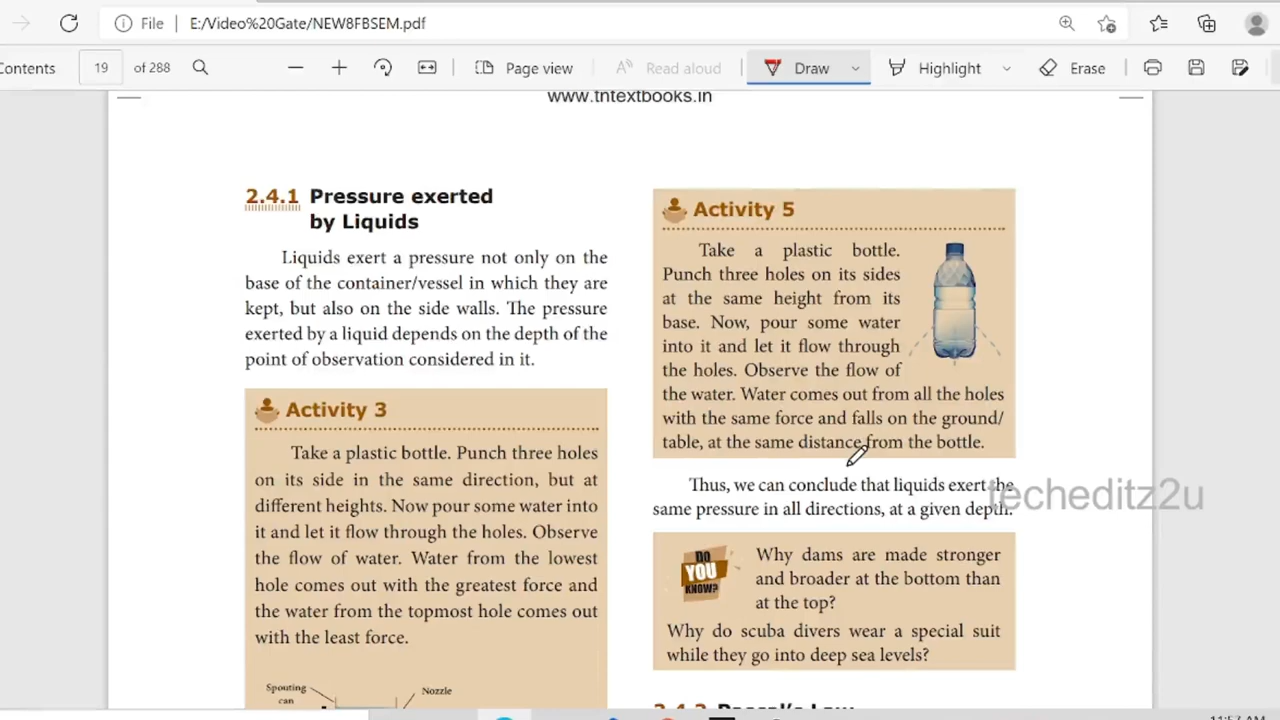 File
E:/Video%20Gate/NEW8FBSEM.pdf
ontents
19
of 288
Page view
Read aloud
Draw
Highlight
Erase
www.tntextbooks.in
2.4.1 Pressure exerted
by Liquids
Liquids exert a pressure not only on the
base of the container/vessel in which they are
kept, but also on the side walls. The pressure
exerted by a liquid depends on the depth of the
point of observation considered in it.
Activity 3
Take a plastic bottle. Punch three holes
on its side in the same direction, but at
different heights. Now pour some water into
it and let it flow through the holes. Observe
the flow of water. Water from the lowest
hole comes out with the greatest force and
the water from the topmost hole comes out
with the least force.
Spouting
can
Nozzle
Activity 5
Take a plastic bottle.
Punch three holes on its sides
at the same height from its
base. Now, pour some water
into it and let it flow through
the holes. Observe the flow of
the water. Water comes out from all the holes
with the same force and falls on the ground/
table, at the same distance from the bottle.
Thus, we can conclude that liquids exert the
same pressure in all directions, at a given depth.
techeditz2u
DO
YOU
KNOW?
Why dams are made stronger
and broader at the bottom than
at the top?
Why do scuba divers wear a special suit
while they go into deep sea levels?
2.4.2 Pascal's Law